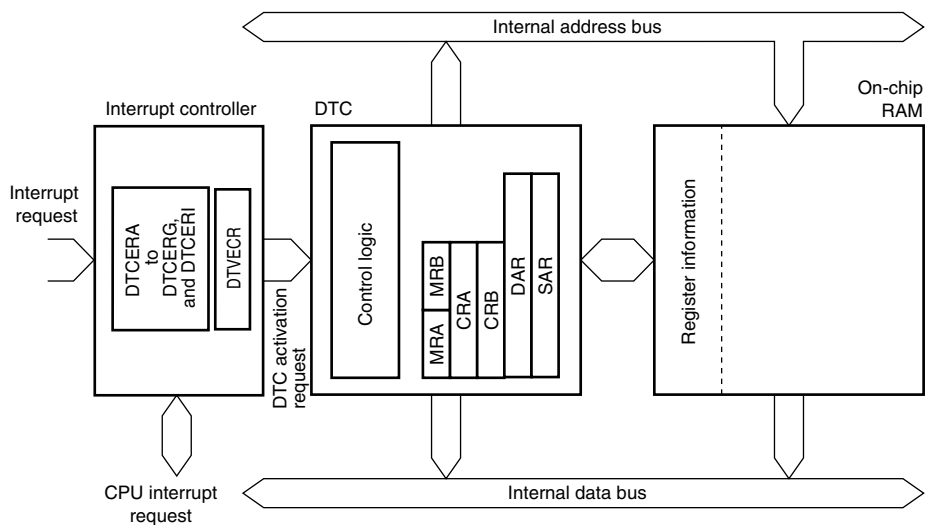 Internal address bus
Interrupt controller
DTC
On-chip
RAM
Interrupt
request
DTCERA
to
DTCERG,
and DTCERI
DTVECR
DTC activation
request
Control logic
MRA
MRB
CRA
CRB
DAR
SAR
Register information
CPU interrupt
request
Internal data bus